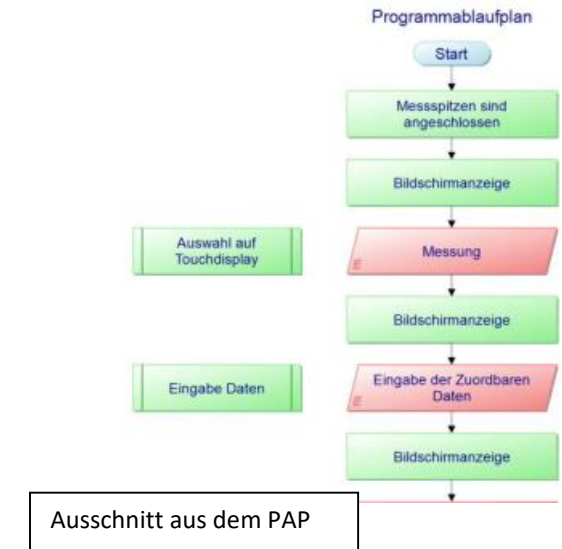 Programmablaufplan
Start
Messspitzen sind
angeschlossen
Bildschirmanzeige
Auswahl auf
Touchdisplay
Messung
E
Bildschirmanzeige
Eingabe Daten
Eingabe der Zuordbaren
Daten
E
Bildschirmanzeige
Ausschnitt aus dem PAP